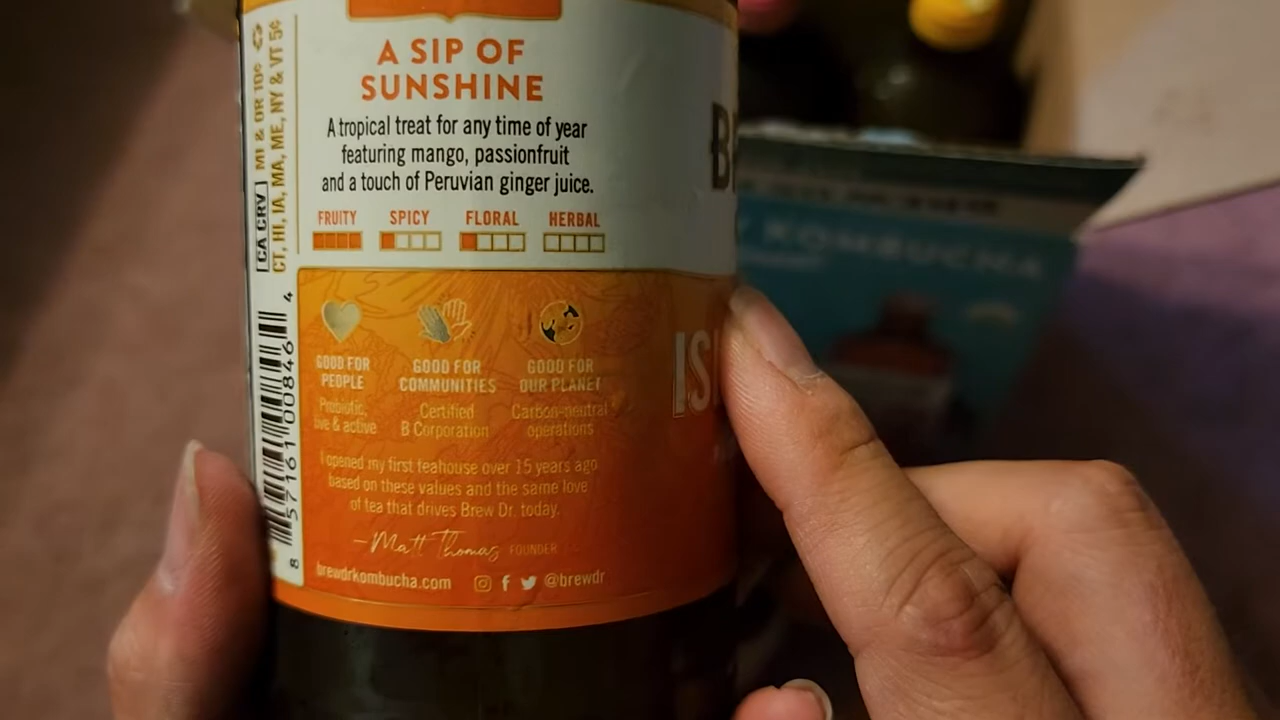 A SIP OF
SUNSHINE
A tropical treat for any time of year
featuring mango, passionfruit
and a touch of Peruvian ginger juice.
FRUITY SPICY FLORAL HERBAL
GOOD FOR
PEOPLE
Probiotic,
live & active
GOOD FOR
COMMUNITIES
Certified
B Corporation
GOOD FOR
OUR PLANET
Carbon-neutral
operations
I opened my first teahouse over 15 years ago
based on these values and the same love
of tea that drives Brew Dr. today.
—Matt Thomas FOUNDER
brewdrkombucha.com @brewdr
CA CRV MI & OR 10¢
CT, HI, IA, MA, ME, NY & VT 5¢
8 57161 00846 4
KOMBUCHA